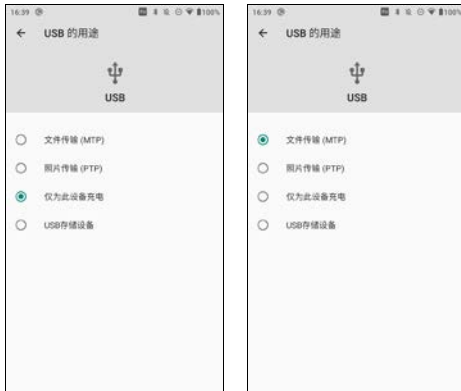 16:39
100%
USB 的用途
USB
文件传输 (MTP)
照片传输 (PTP)
仅为此设备充电
USB存储设备
16:39
100%
USB 的用途
USB
文件传输 (MTP)
照片传输 (PTP)
仅为此设备充电
USB存储设备